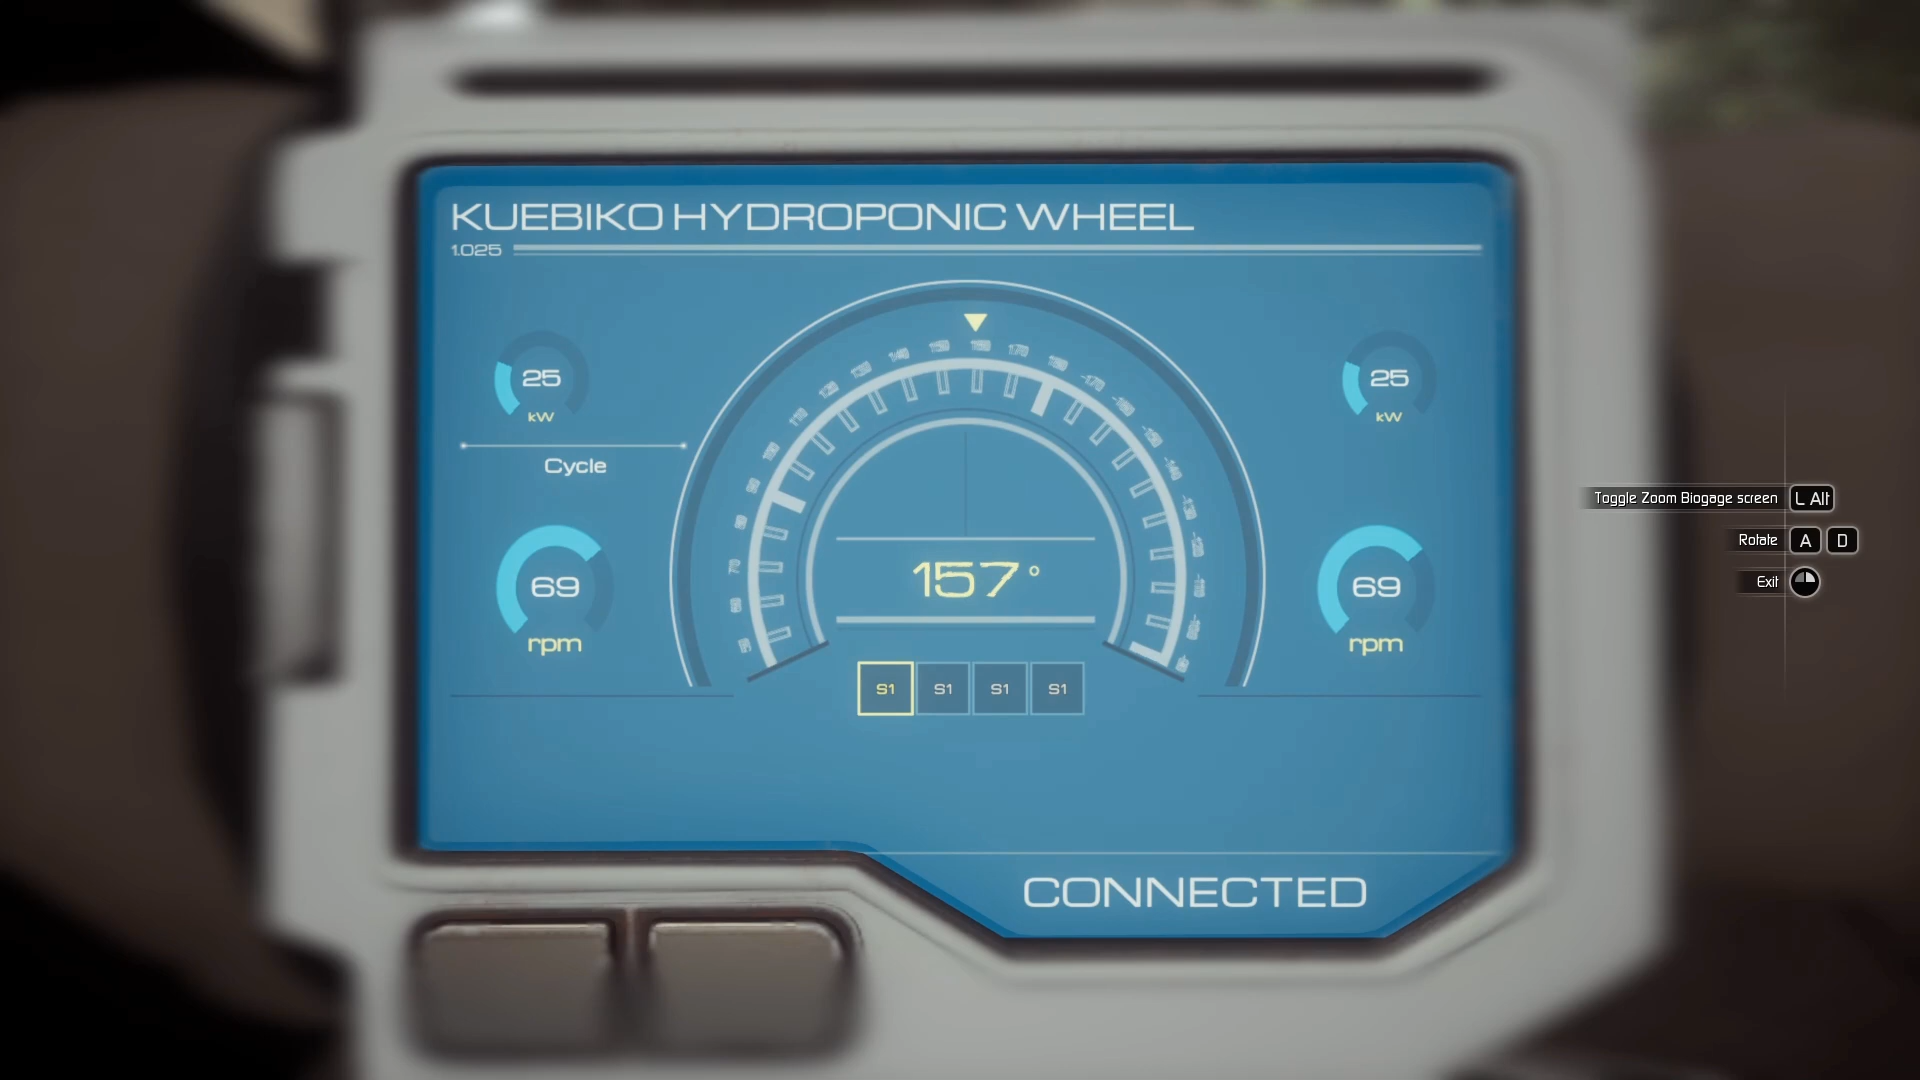 KUEBIKO HYDROPONIC WHEEL
1.025
25
kW
25
kW
Cycle
157°
69
rpm
69
rpm
S1 S1 S1 S1
CONNECTED
Toggle Zoom Biogage screen L Alt
Rotate A D
Exit